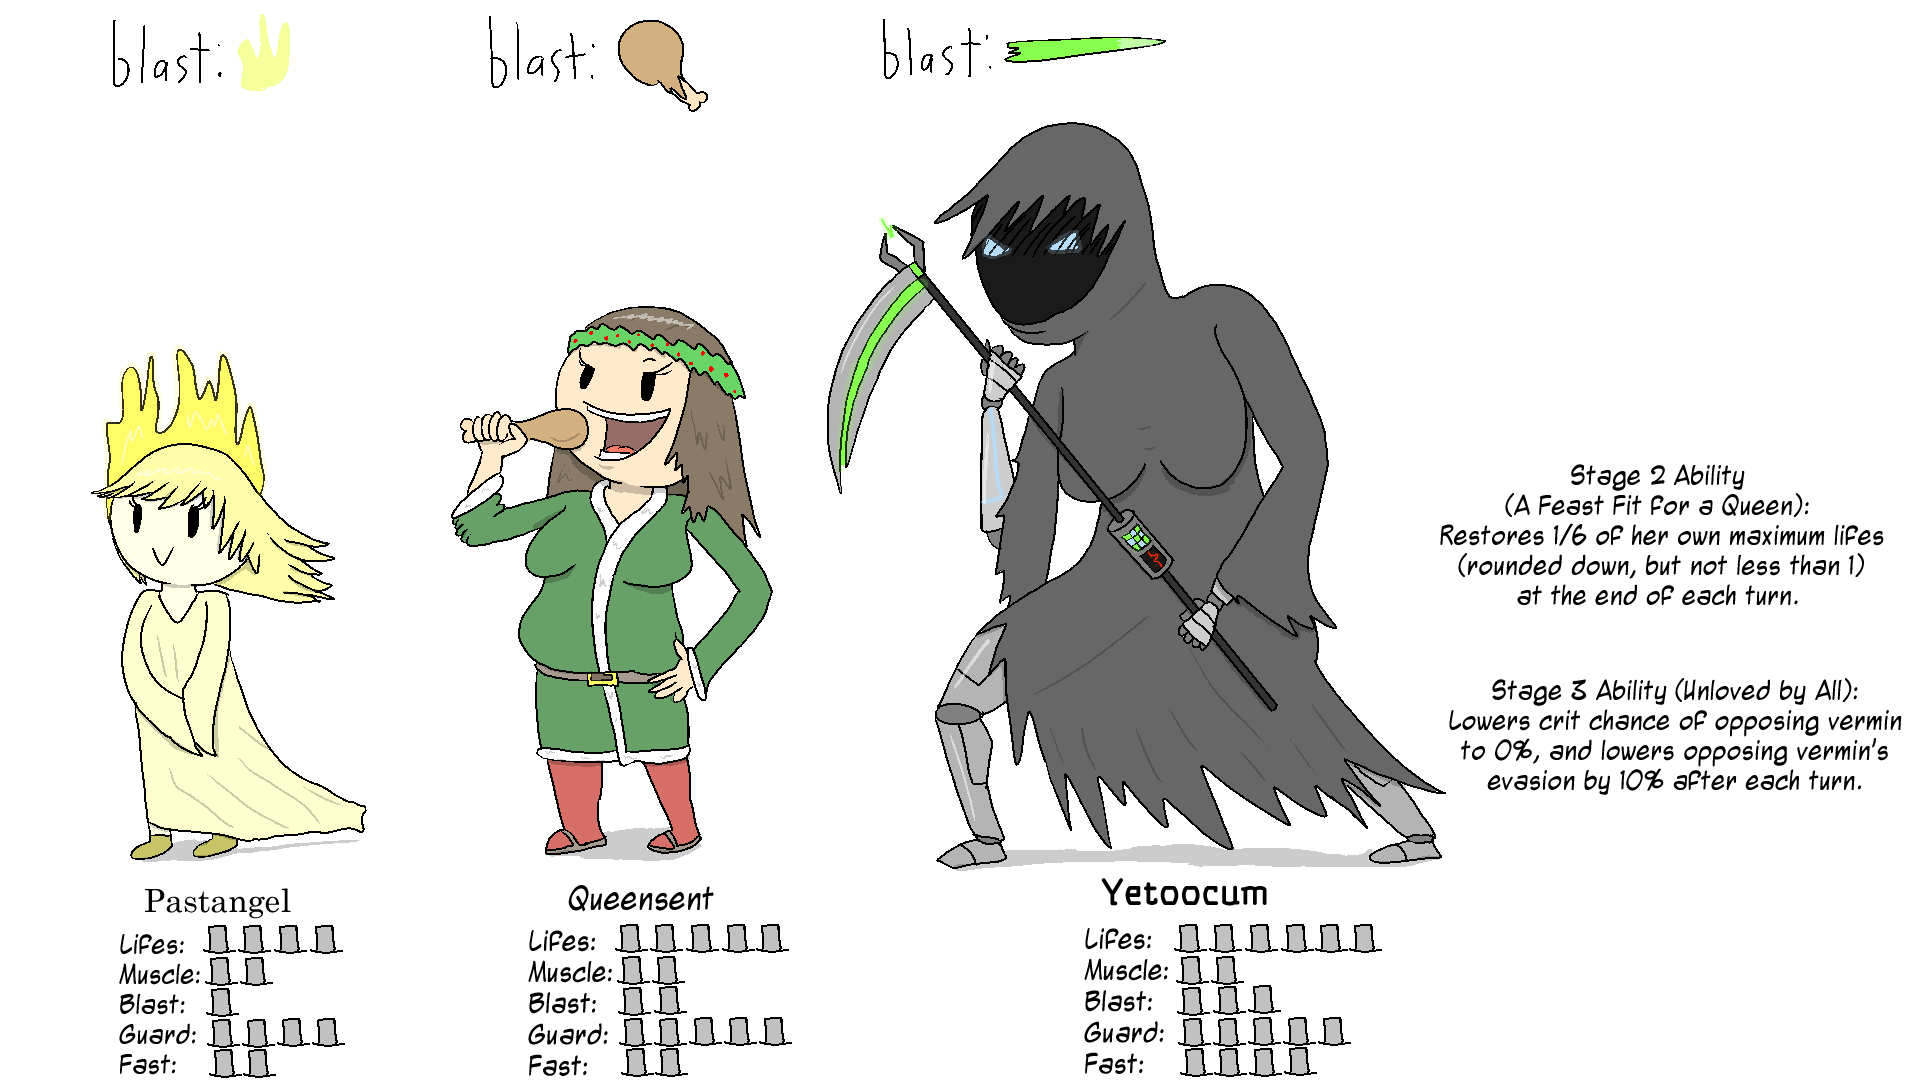 blast:
blast:
blast:
Stage 2 Ability
(A Feast Fit for a Queen):
Restores 1/6 of her own maximum lifes
(rounded down, but not less than 1)
at the end of each turn.
Stage 3 Ability (Unloved by All):
Lowers crit chance of opposing vermin
to 0%, and lowers opposing vermin's
evasion by 10% after each turn.
Pastangel
Lifes:
Muscle:
Blast:
Guard:
Fast:
Queensent
Lifes:
Muscle:
Blast:
Guard:
Fast:
Yetoocum
Lifes:
Muscle:
Blast:
Guard:
Fast: